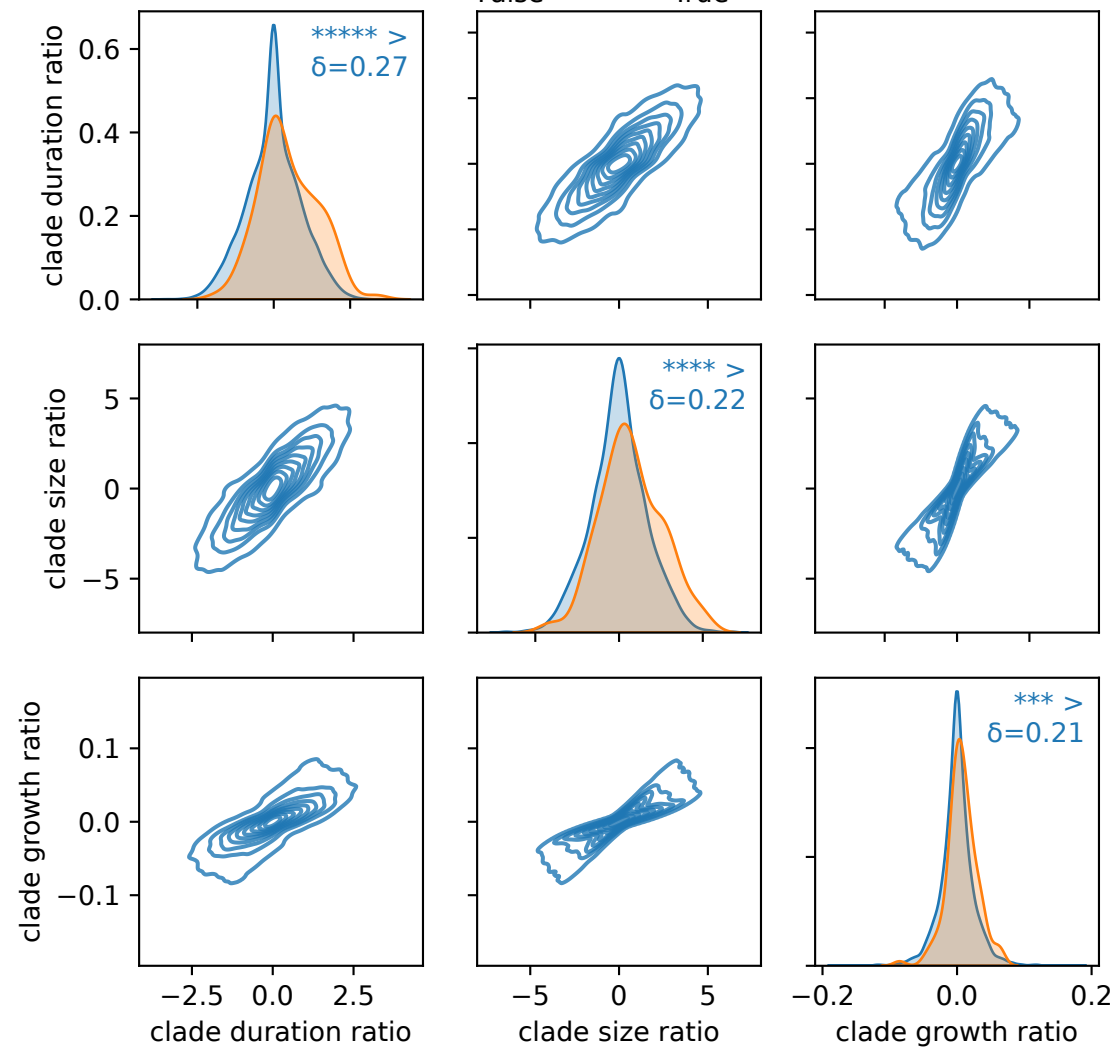 False True
clade duration ratio
0.6
0.4
0.2
0.0
***** >
δ=0.27
clade size ratio
5
0
−5
**** >
δ=0.22
clade growth ratio
0.1
0.0
−0.1
*** >
δ=0.21
−2.5 0.0 2.5
−5 0 5
−0.2 0.0 0.2
clade duration ratio
clade size ratio
clade growth ratio